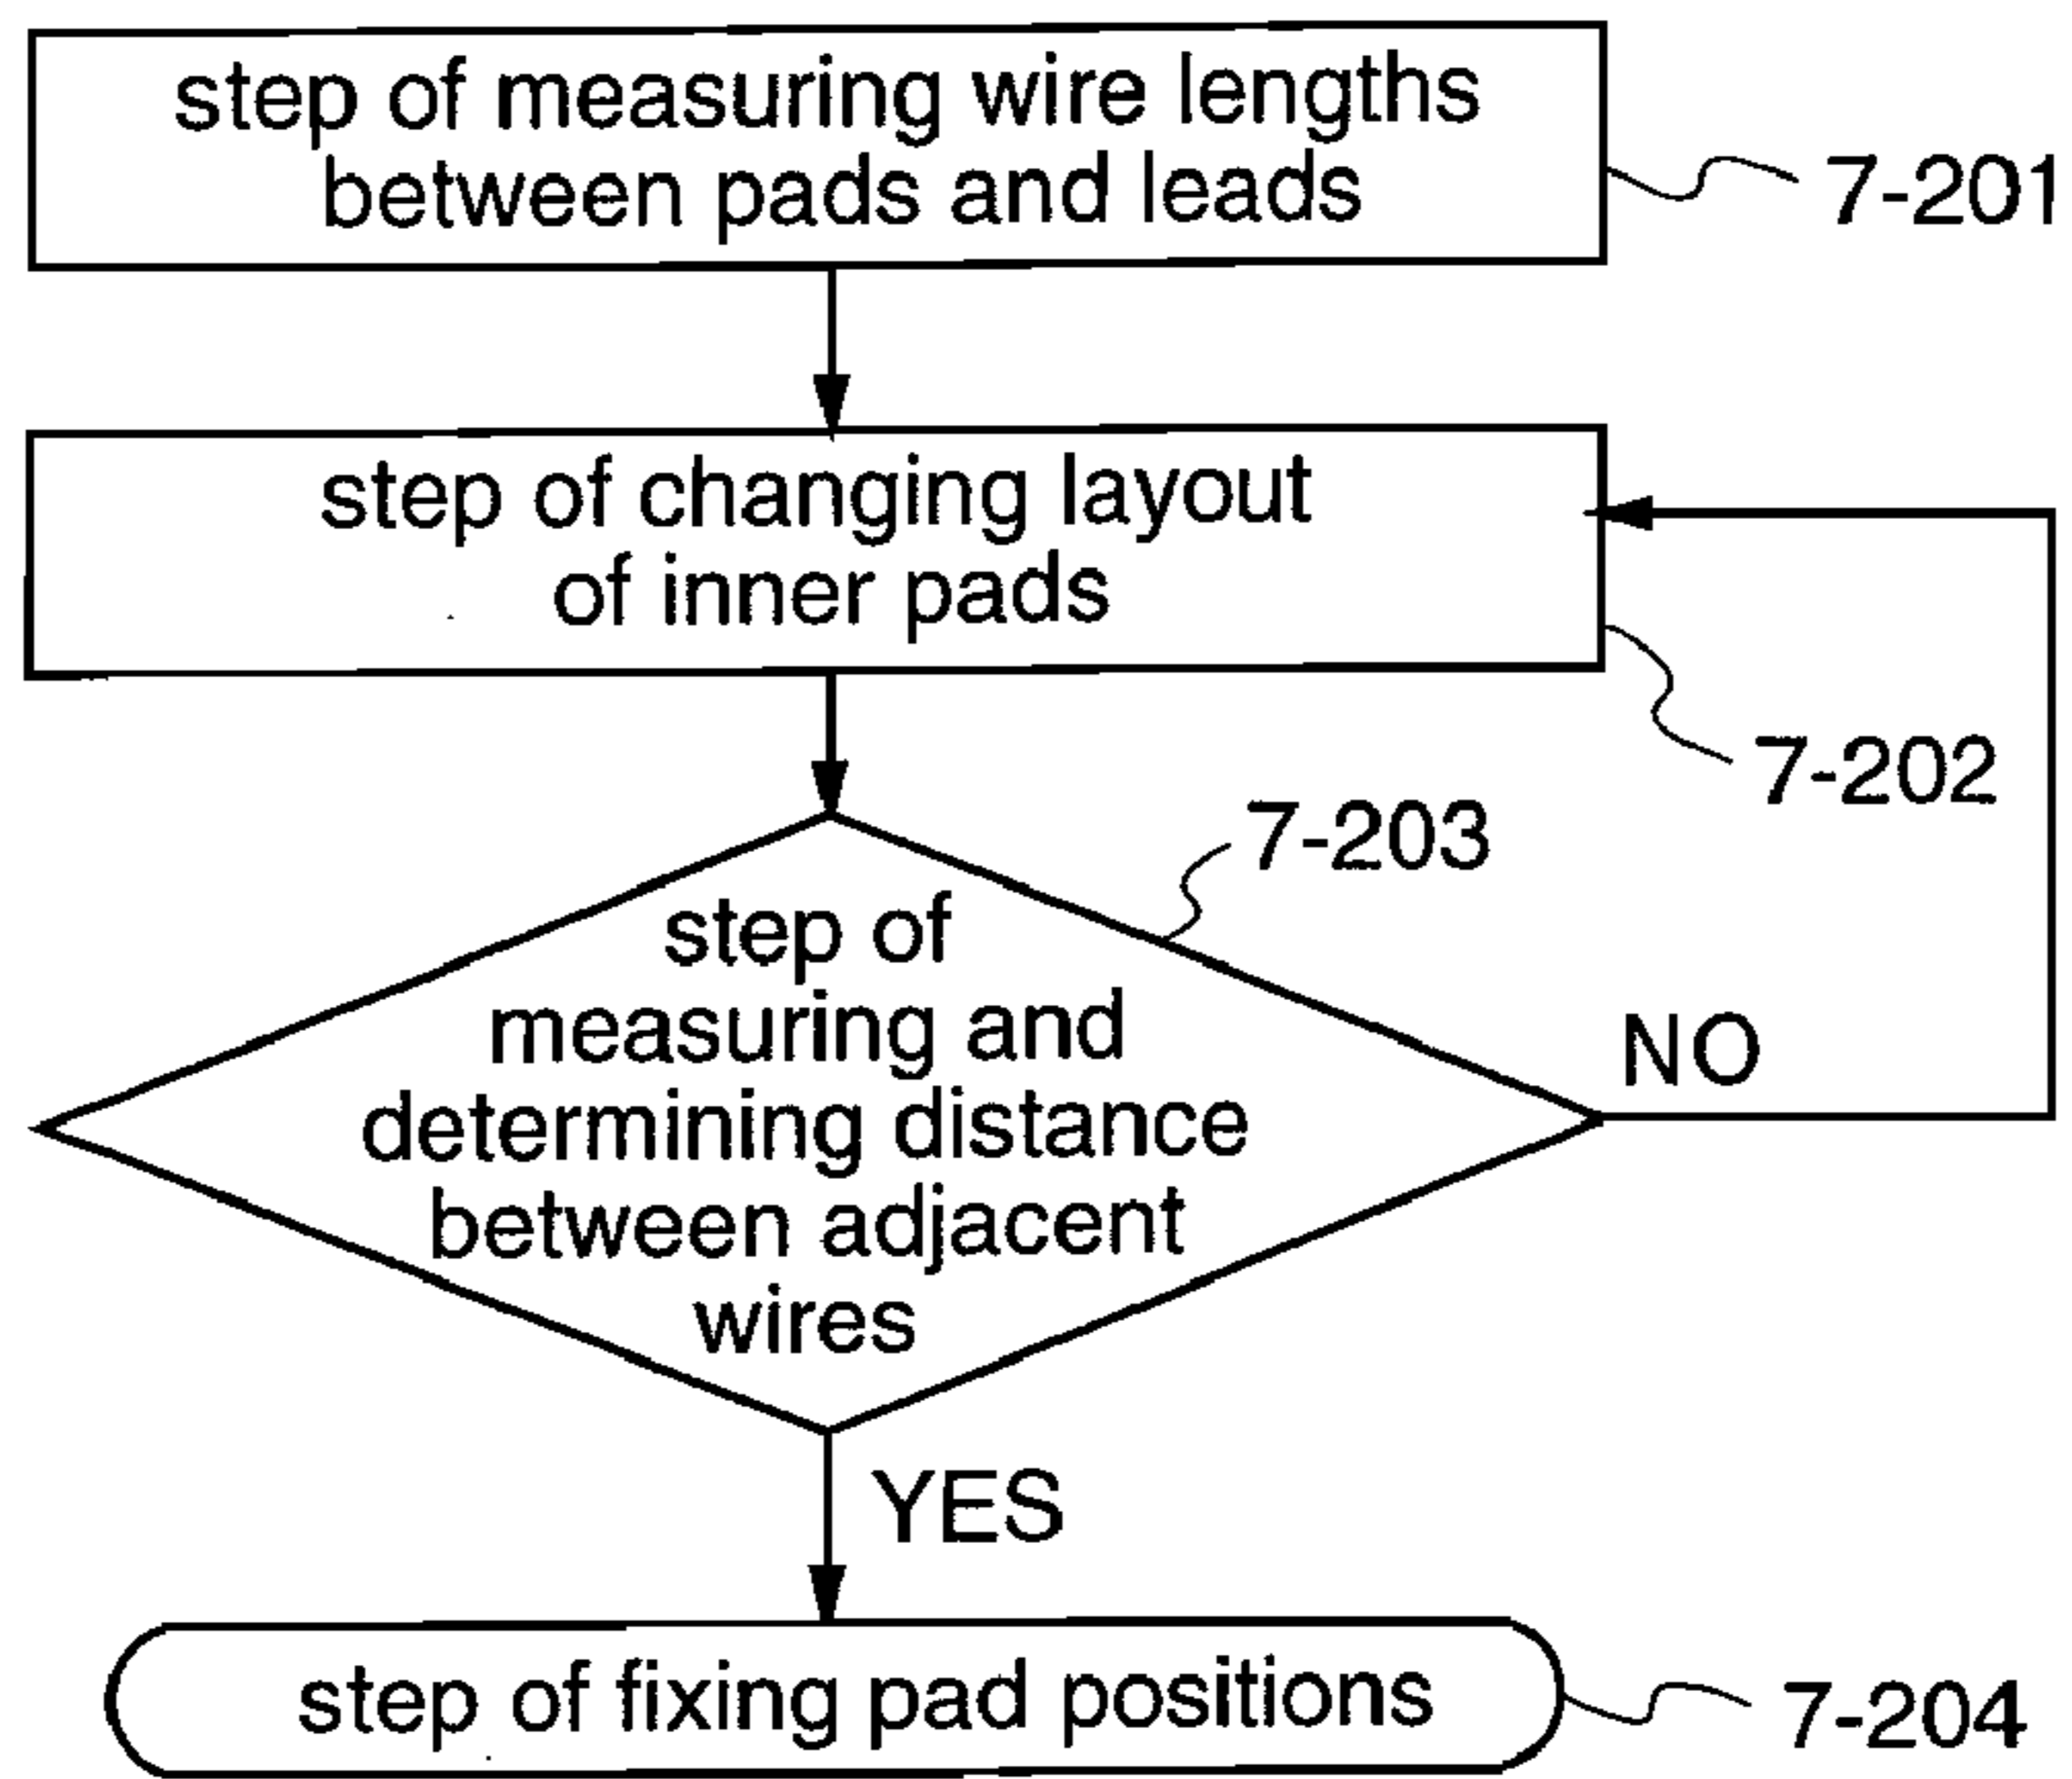 step of measuring wire lengths
between pads and leads
7-201
step of changing layout
of inner pads
7-202
7-203
step of
measuring and
determining distance
between adjacent
wires
NO
YES
step of fixing pad positions
7-204